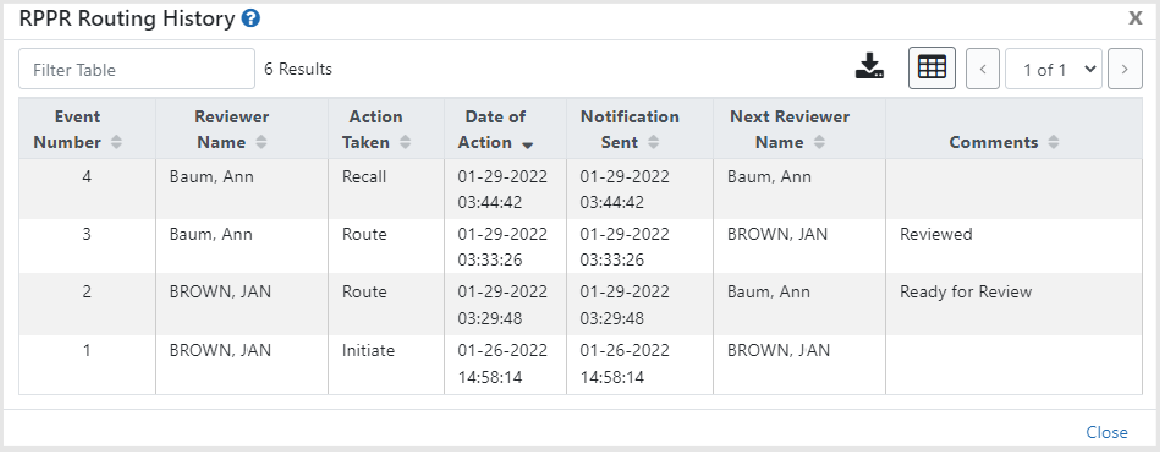 RPPR Routing History ?
X
Filter Table
6 Results
1 of 1
Event Number
Reviewer Name
Action Taken
Date of Action
Notification Sent
Next Reviewer Name
Comments
4 Baum, Ann Recall 01-29-2022 01-29-2022 Baum, Ann
03:44:42 03:44:42
3 Baum, Ann Route 01-29-2022 01-29-2022 BROWN, JAN Reviewed
03:33:26 03:33:26
2 BROWN, JAN Route 01-29-2022 01-29-2022 Baum, Ann Ready for Review
03:29:48 03:29:48
1 BROWN, JAN Initiate 01-26-2022 01-26-2022 BROWN, JAN
14:58:14 14:58:14
Close